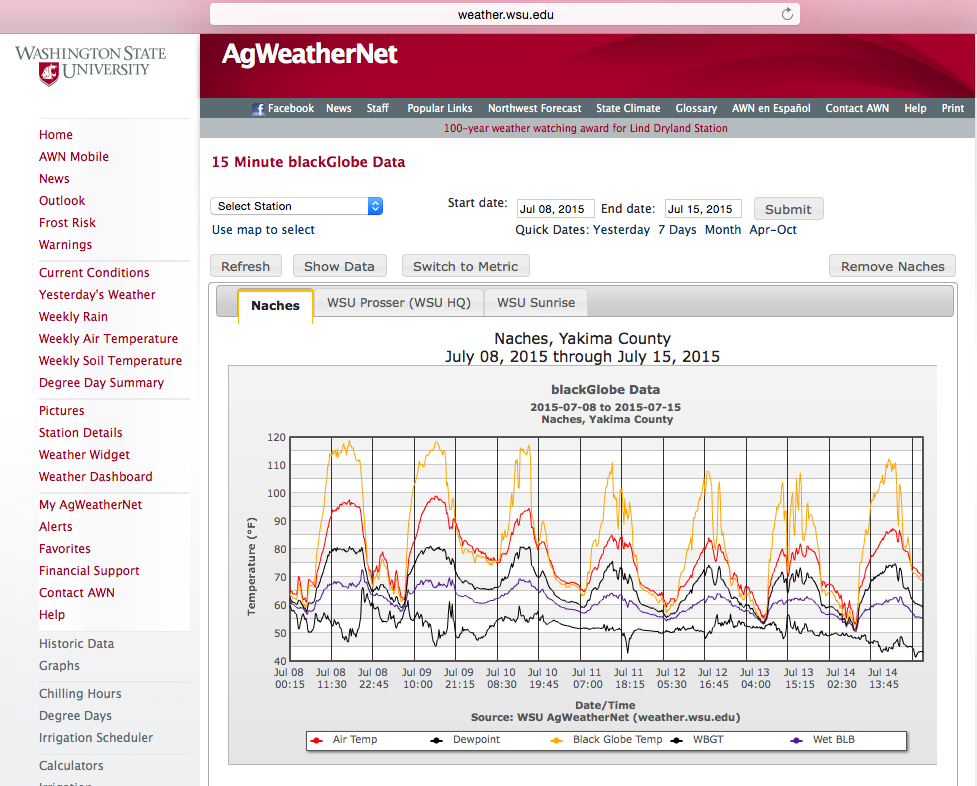 weather.wsu.edu
WASHINGTON STATE
UNIVERSITY
AgWeatherNet
Facebook News Staff Popular Links Northwest Forecast State Climate Glossary AWN en Español Contact AWN Help Print
100-year weather watching award for Lind Dryland Station
Home
AWN Mobile
News
Outlook
Frost Risk
Warnings
Current Conditions
Yesterday's Weather
Weekly Rain
Weekly Air Temperature
Weekly Soil Temperature
Degree Day Summary
Pictures
Station Details
Weather Widget
Weather Dashboard
My AgWeatherNet
Alerts
Favorites
Financial Support
Contact AWN
Help
Historic Data
Graphs
Chilling Hours
Degree Days
Irrigation Scheduler
Calculators
15 Minute blackGlobe Data
Select Station
Use map to select
Start date: Jul 08, 2015 End date: Jul 15, 2015 Submit
Quick Dates: Yesterday 7 Days Month Apr-Oct
Refresh Show Data Switch to Metric Remove Naches
Naches WSU Prosser (WSU HQ) WSU Sunrise
Naches, Yakima County
July 08, 2015 through July 15, 2015
blackGlobe Data
2015-07-08 to 2015-07-15
Naches, Yakima County
Temperature (°F)
120
110
100
90
80
70
60
50
40
Jul 08 Jul 08 Jul 08 Jul 09 Jul 09 Jul 10 Jul 10 Jul 11 Jul 11 Jul 12 Jul 12 Jul 13 Jul 13 Jul 14 Jul 14
00:15 11:30 22:45 10:00 21:15 08:30 19:45 07:00 18:15 05:30 16:45 04:00 15:15 02:30 13:45
Date/Time
Source: WSU AgWeatherNet (weather.wsu.edu)
Air Temp Dewpoint Black Globe Temp WBGT Wet BLB